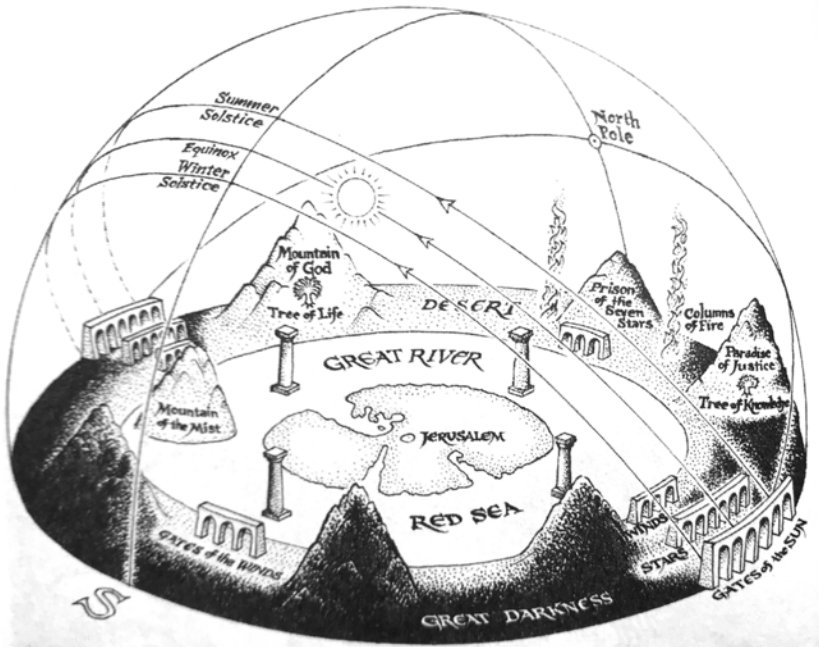 Summer
Solstice
Equinox
Winter
Solstice
North
Pole
Mountain
of God
Tree of Life
DESERT
Prison
of the
Seven
Stars
Columns
of Fire
Paradise
of Justice
Tree of Knowledge
GREAT RIVER
Mountain
of the Mist
JERUSALEM
RED SEA
GATES of the WINDS
WINDS
STARS
GATES of the SUN
GREAT DARKNESS
S